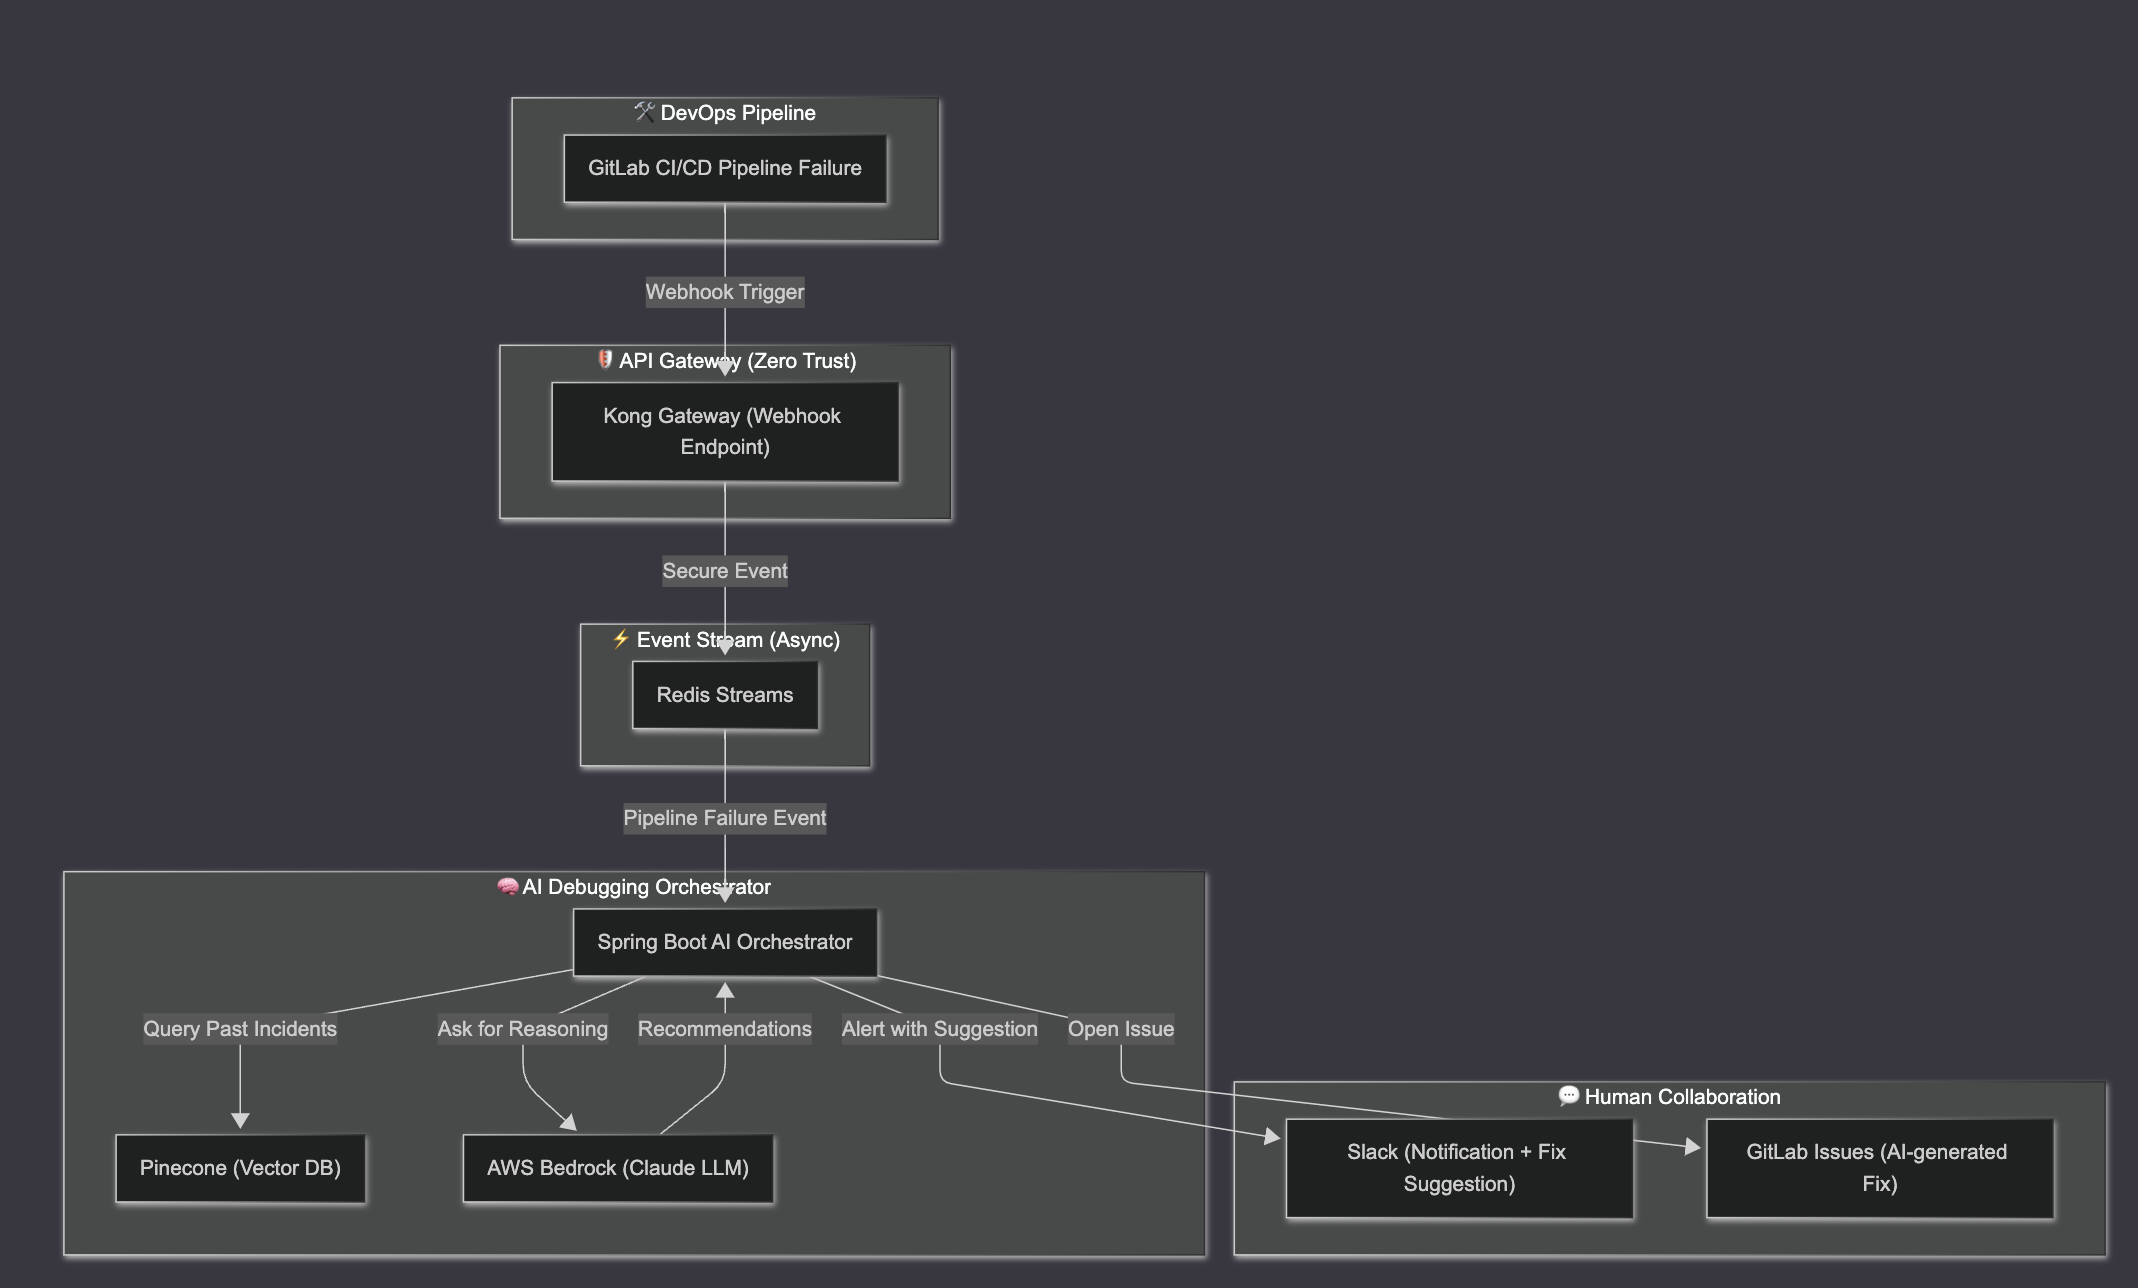 🛠 DevOps Pipeline
GitLab CI/CD Pipeline Failure
Webhook Trigger
API Gateway (Zero Trust)
Kong Gateway (Webhook
Endpoint)
Secure Event
⚡ Event Stream (Async)
Redis Streams
Pipeline Failure Event
🧠 AI Debugging Orchestrator
Spring Boot AI Orchestrator
Query Past Incidents
Ask for Reasoning
Recommendations
Alert with Suggestion
Open Issue
Pinecone (Vector DB)
AWS Bedrock (Claude LLM)
💬 Human Collaboration
Slack (Notification + Fix
Suggestion)
GitLab Issues (AI-generated
Fix)